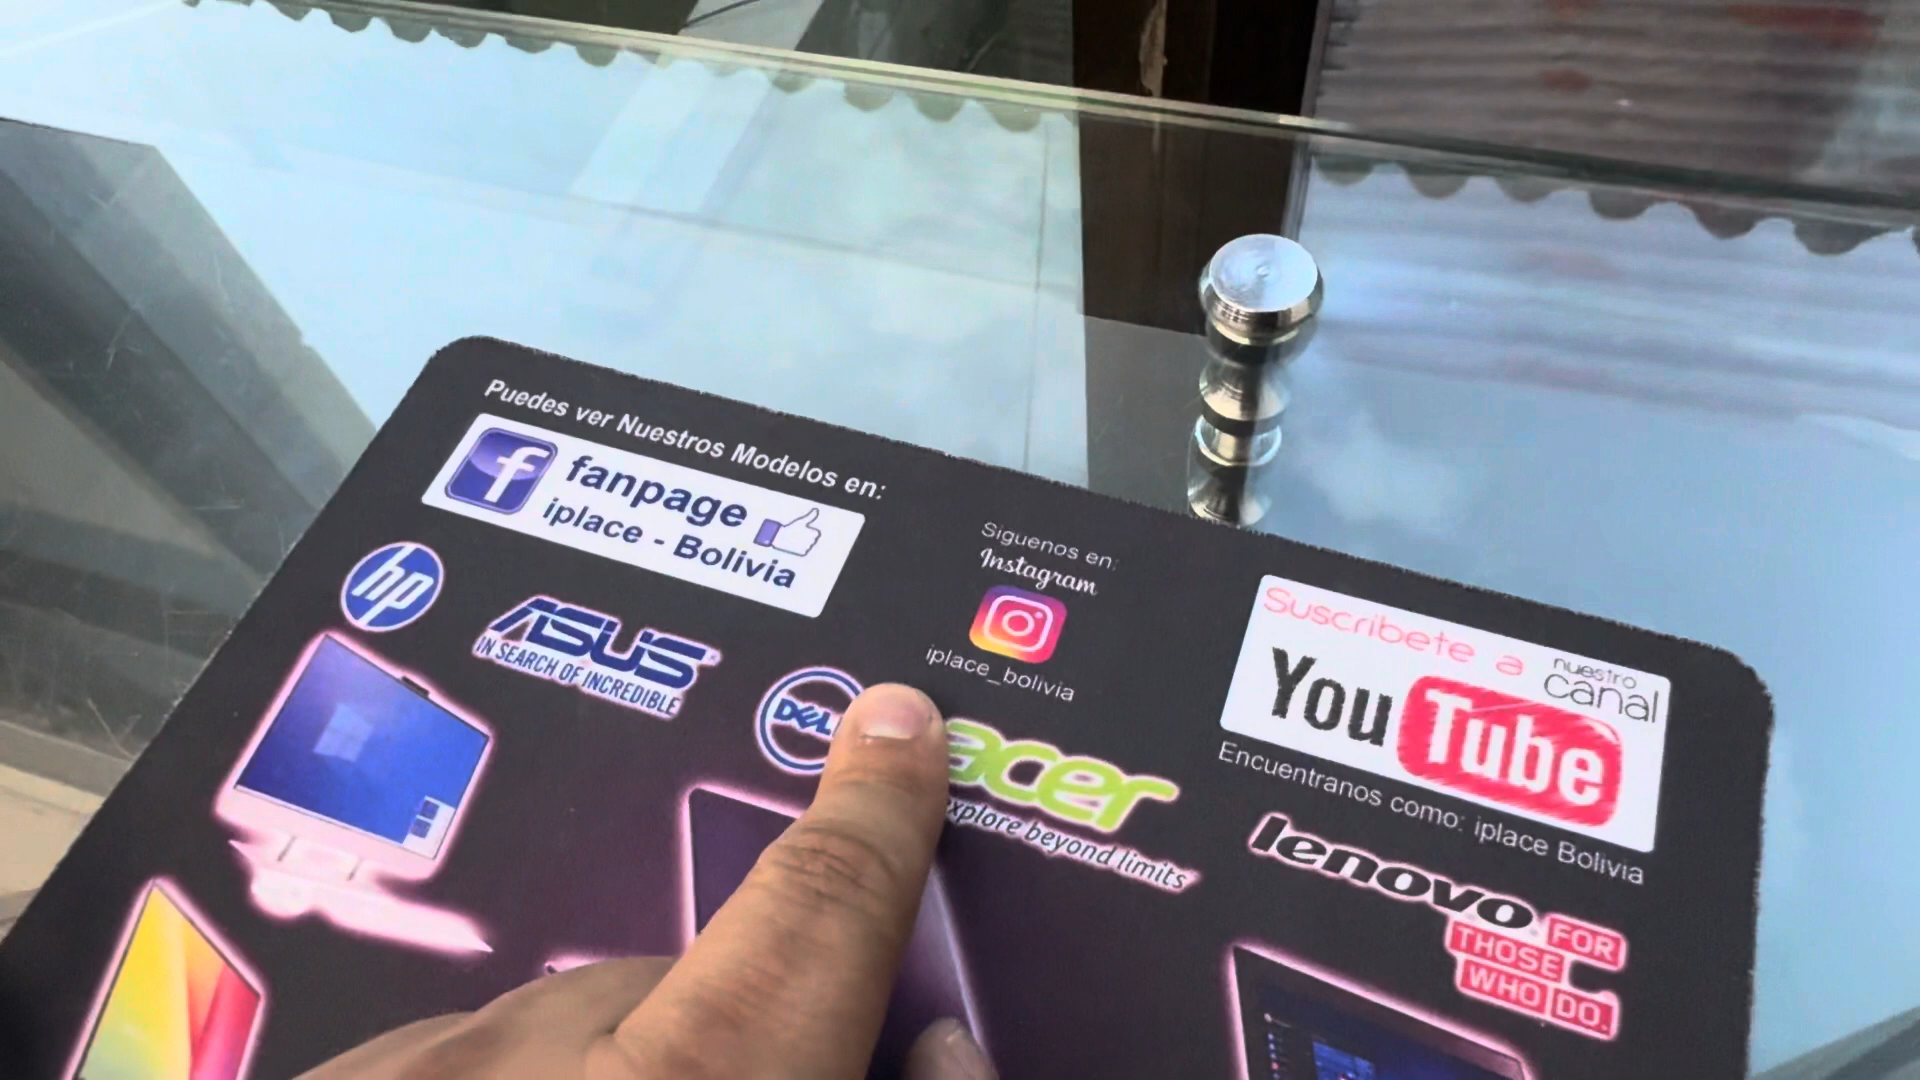 Puedes ver Nuestros Modelos en:
f fanpage
iplace - Bolivia
Siguenos en:
Instagram
iplace_bolivia
Suscribete a nuestro canal
YouTube
Encuentranos como: iplace Bolivia
hp
ASUS
IN SEARCH OF INCREDIBLE
DELL
acer
explore beyond limits
lenovo FOR
THOSE
WHO DO.